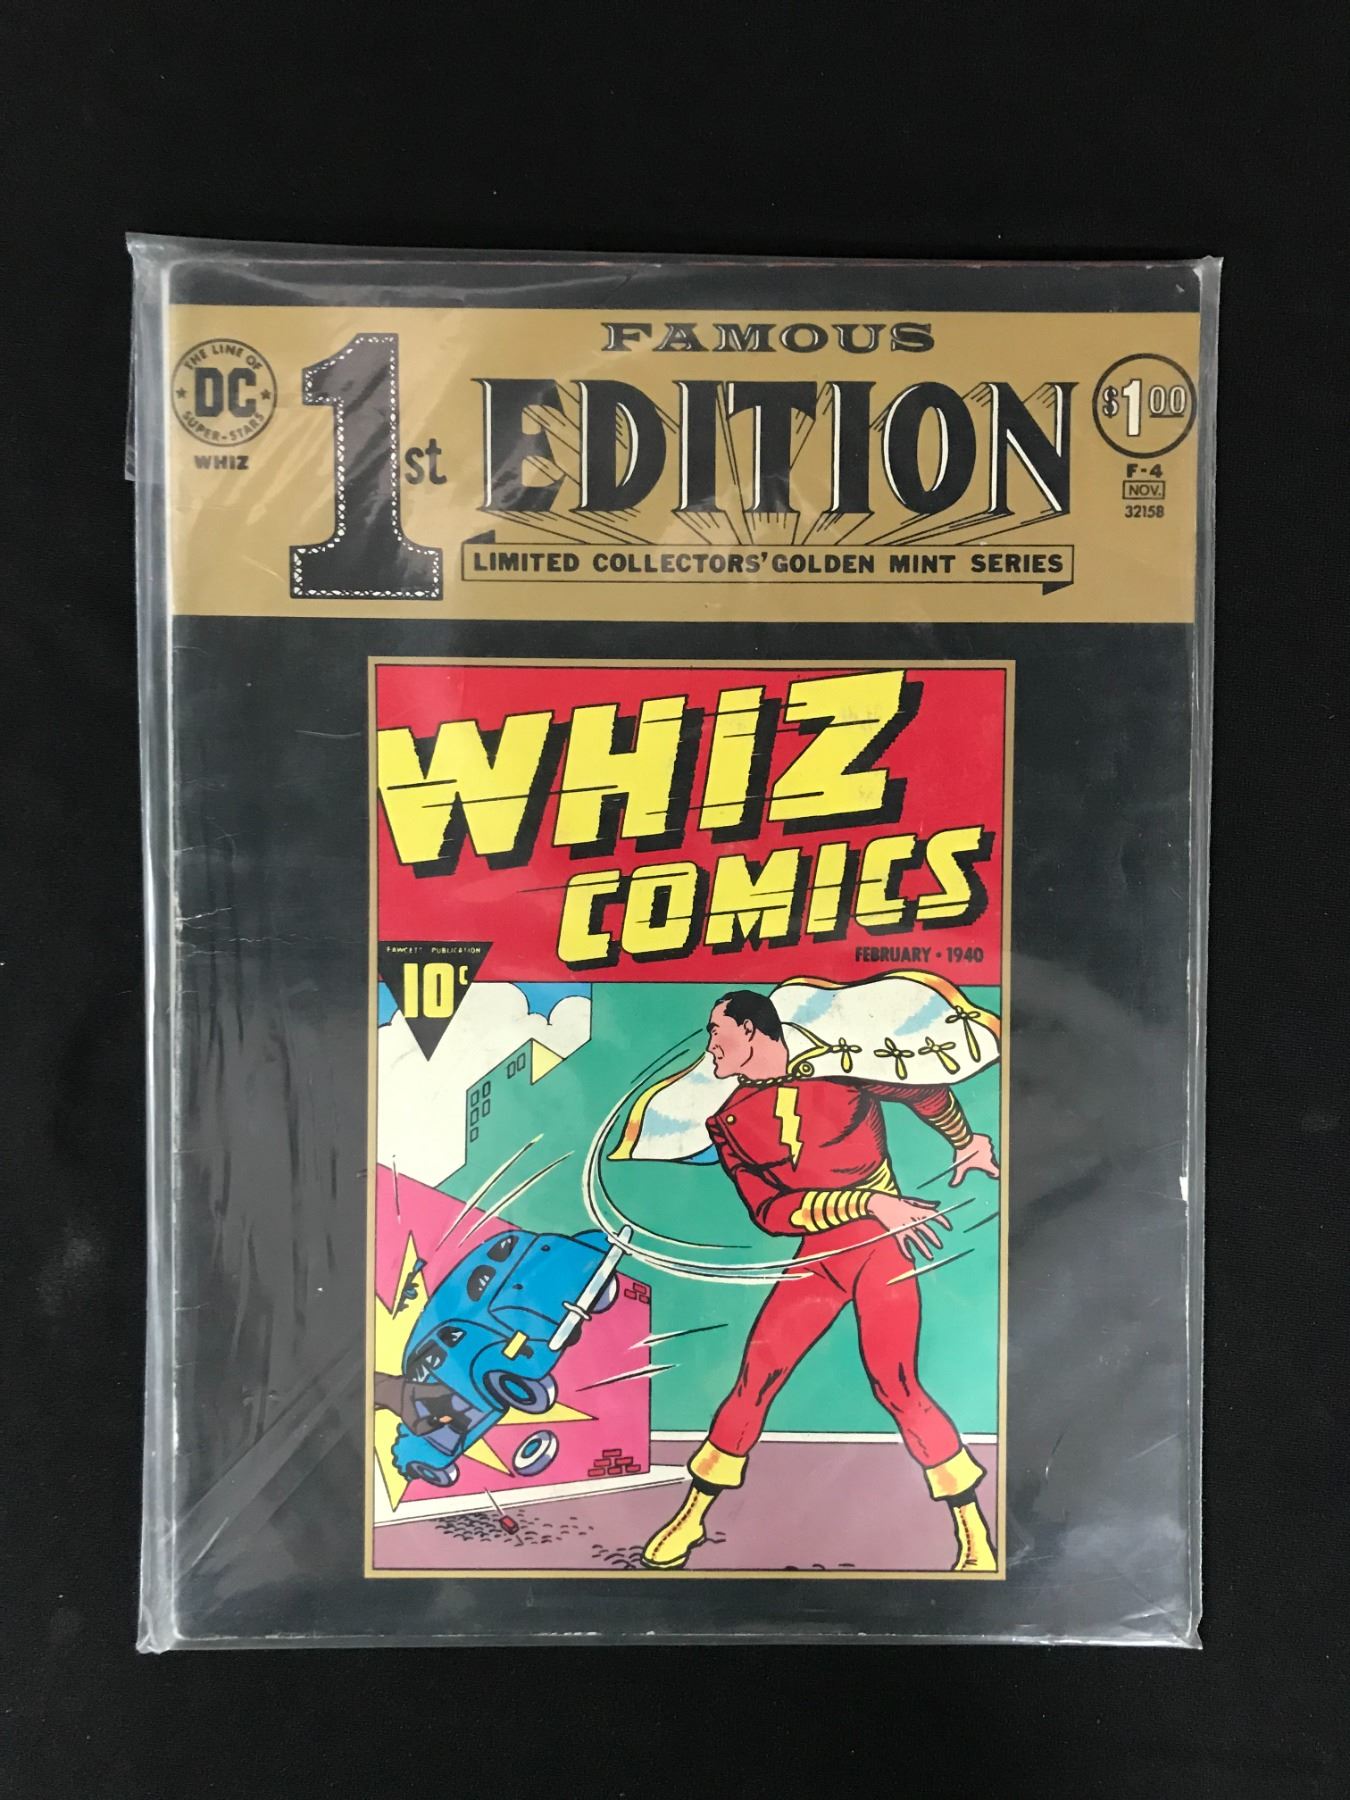 FAMOUS
1st EDITION
LIMITED COLLECTORS' GOLDEN MINT SERIES
THE LINE OF
DC
SUPER-STARS
WHIZ
$1.00
F-4
NOV.
32158
WHIZ
COMICS
FEBRUARY • 1940
FAWCETT PUBLICATION
10¢